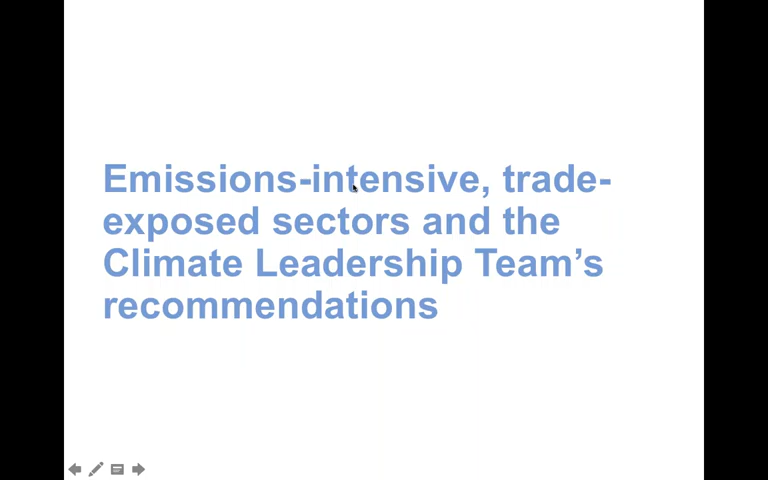 Emissions-intensive, trade-
exposed sectors and the
Climate Leadership Team’s
recommendations